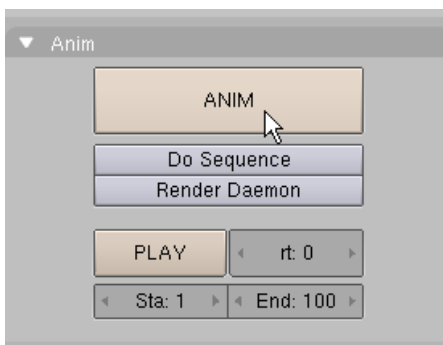 Anim
ANIM
Do Sequence
Render Daemon
PLAY rt: 0
Sta: 1 End: 100